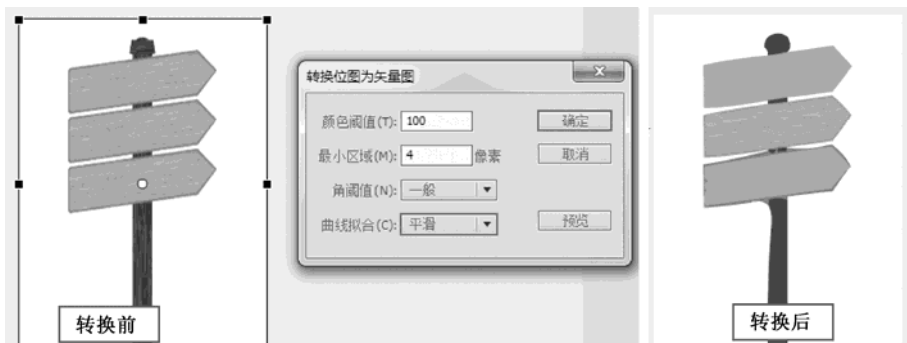 转换位图为矢量图
颜色阈值(T): 100
确定
最小区域(M): 4 像素
取消
角阈值(N): 一般
曲线拟合(C): 平滑
预览
转换前
转换后